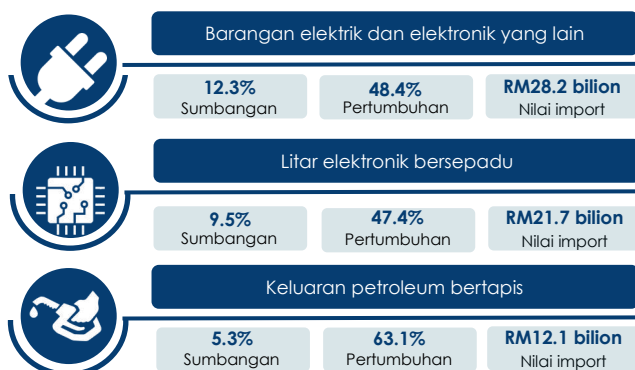 Barangan elektrik dan elektronik yang lain
12.3% 48.4% RM28.2 bilion
Sumbangan Pertumbuhan Nilai import
Litar elektronik bersepadu
9.5% 47.4% RM21.7 bilion
Sumbangan Pertumbuhan Nilai import
Keluaran petroleum bertapis
5.3% 63.1% RM12.1 bilion
Sumbangan Pertumbuhan Nilai import